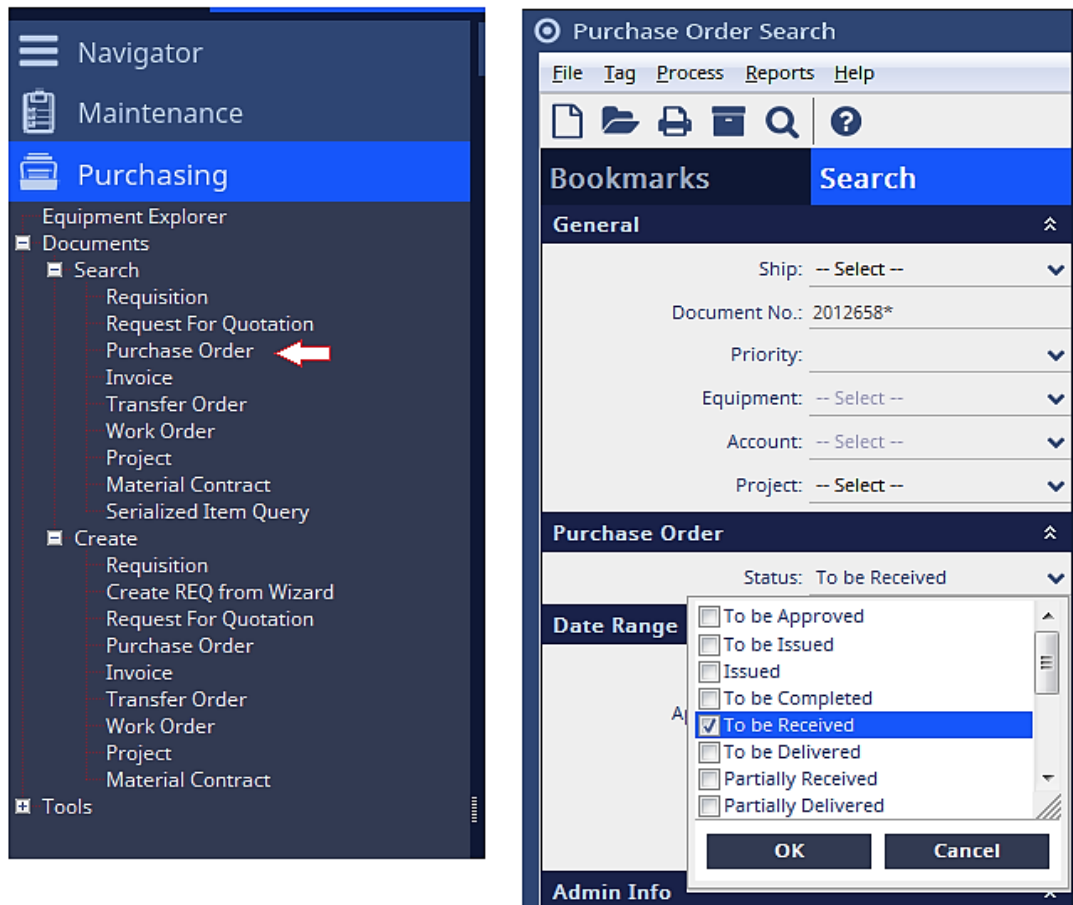 Navigator
Maintenance
Purchasing
Equipment Explorer
Documents
Search
Requisition
Request For Quotation
Purchase Order
Invoice
Transfer Order
Work Order
Project
Material Contract
Serialized Item Query
Create
Requisition
Create REQ from Wizard
Request For Quotation
Purchase Order
Invoice
Transfer Order
Work Order
Project
Material Contract
Tools
Purchase Order Search
File Tag Process Reports Help
Bookmarks Search
General
Ship: -- Select --
Document No.: 2012658*
Priority:
Equipment: -- Select --
Account: -- Select --
Project: -- Select --
Purchase Order
Status: To be Received
Date Range
To be Approved
To be Issued
Issued
To be Completed
To be Received
To be Delivered
Partially Received
Partially Delivered
OK Cancel
Admin Info